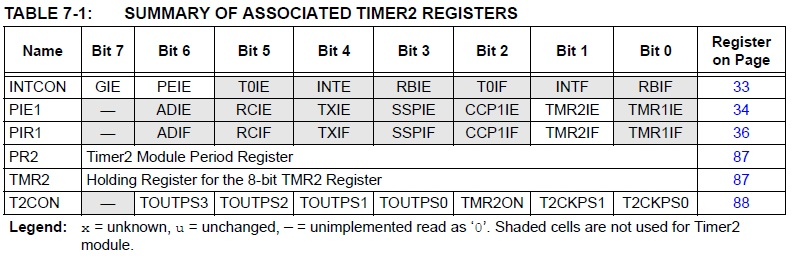 TABLE 7-1: SUMMARY OF ASSOCIATED TIMER2 REGISTERS
Name Bit 7 Bit 6 Bit 5 Bit 4 Bit 3 Bit 2 Bit 1 Bit 0 Register on Page
INTCON GIE PEIE T0IE INTE RBIE T0IF INTF RBIF 33
PIE1 — ADIE RCIE TXIE SSPIE CCP1IE TMR2IE TMR1IE 34
PIR1 — ADIF RCIF TXIF SSPIF CCP1IF TMR2IF TMR1IF 36
PR2 Timer2 Module Period Register 87
TMR2 Holding Register for the 8-bit TMR2 Register 87
T2CON — TOUTPS3 TOUTPS2 TOUTPS1 TOUTPS0 TMR2ON T2CKPS1 T2CKPS0 88
Legend: x = unknown, u = unchanged, – = unimplemented read as ‘0’. Shaded cells are not used for Timer2
module.